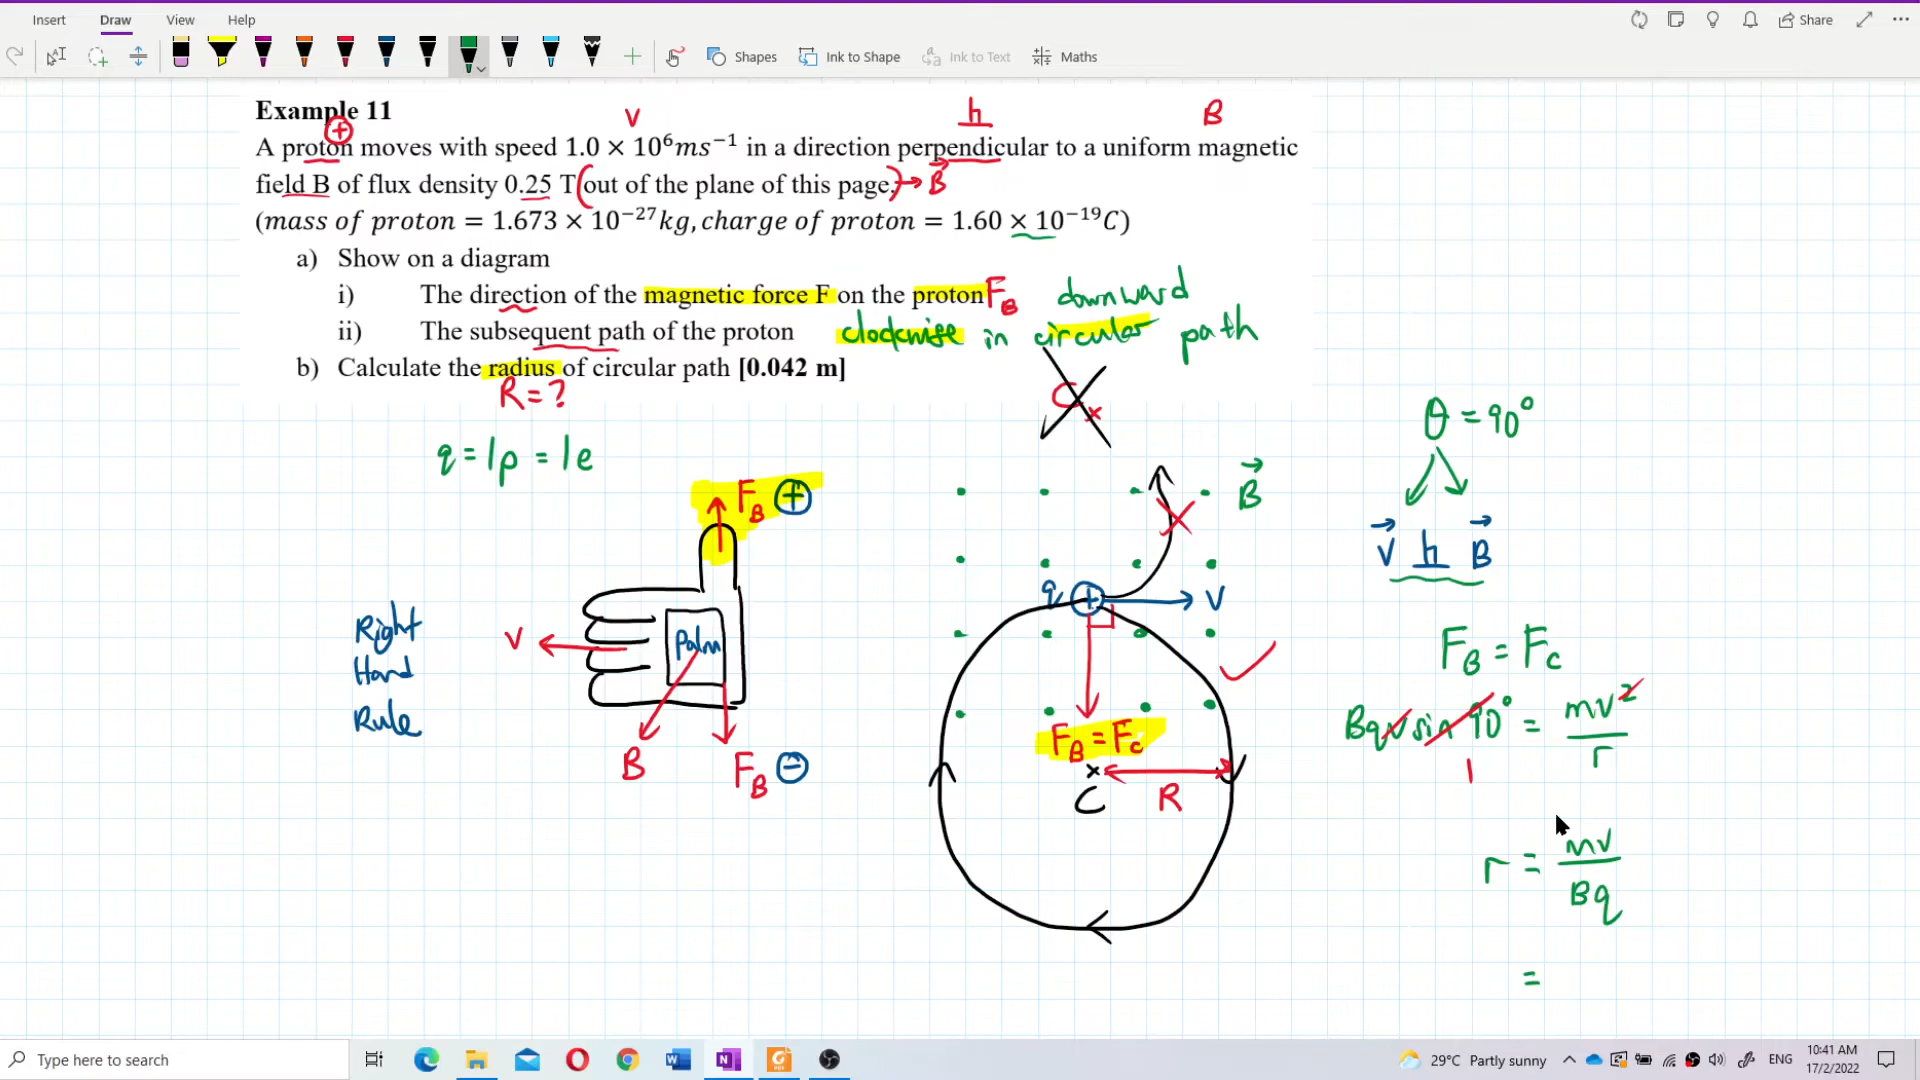 Insert Draw View Help Share
Shapes Ink to Shape Ink to Text Maths
Example 11
+ V h B
A proton moves with speed 1.0 × 10⁶ms⁻¹ in a direction perpendicular to a uniform magnetic
field B of flux density 0.25 T (out of the plane of this page.) → B
(mass of proton = 1.673 × 10⁻²⁷kg, charge of proton = 1.60 × 10⁻¹⁹C)
a) Show on a diagram
i) The direction of the magnetic force F on the proton F_B downward
ii) The subsequent path of the proton clockwise in circular path
b) Calculate the radius of circular path [0.042 m]
R = ?
C x
θ = 90°
q = 1p = 1e
F_B +
B
V h B
q + V
Right
Hand
Rule
V
Palm
F_B = F_C
Bqv sin 90° = mv²/r
1
B
F_B −
F_B = F_C
x
C R
r = mv/Bq
=
Type here to search
29°C Partly sunny ENG 10:41 AM
17/2/2022